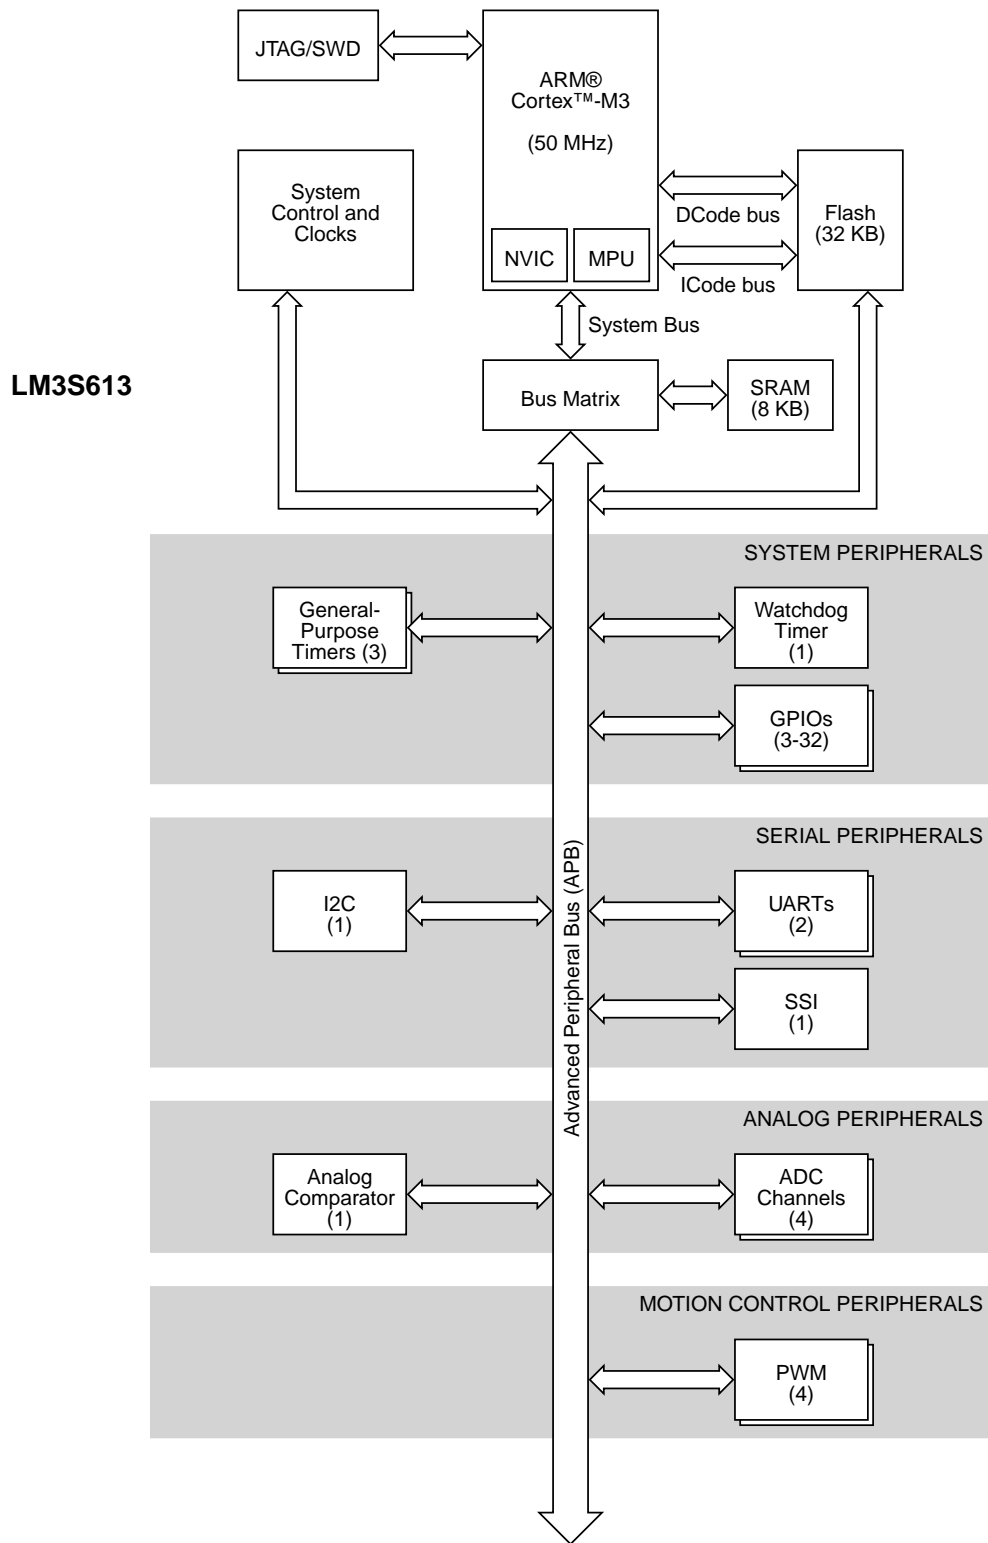 JTAG/SWD
ARM®
Cortex™-M3
(50 MHz)
System
Control and
Clocks
NVIC
MPU
DCode bus
ICode bus
Flash
(32 KB)
System Bus
LM3S613
Bus Matrix
SRAM
(8 KB)
SYSTEM PERIPHERALS
General-
Purpose
Timers (3)
Watchdog
Timer
(1)
GPIOs
(3-32)
Advanced Peripheral Bus (APB)
SERIAL PERIPHERALS
I2C
(1)
UARTs
(2)
SSI
(1)
ANALOG PERIPHERALS
Analog
Comparator
(1)
ADC
Channels
(4)
MOTION CONTROL PERIPHERALS
PWM
(4)